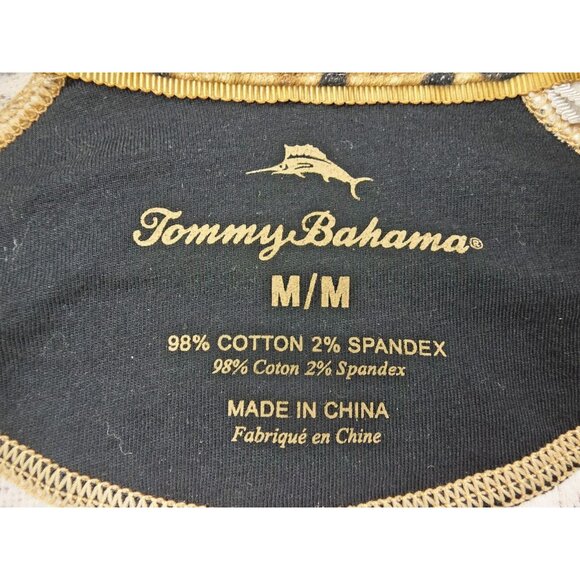 Tommy Bahama®
M/M
98% COTTON 2% SPANDEX
98% Coton 2% Spandex
MADE IN CHINA
Fabriqué en Chine